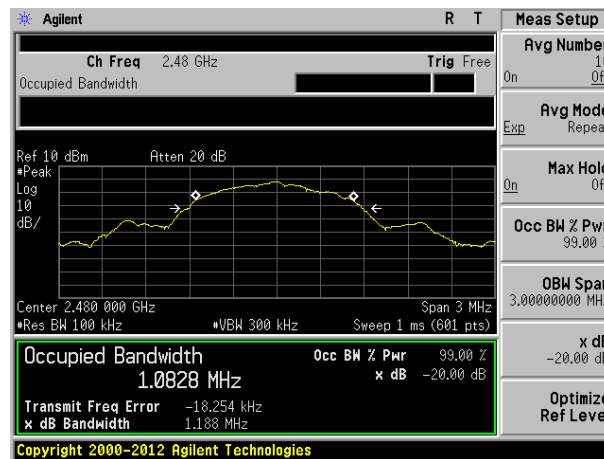 Agilent R T
Meas Setup
Ch Freq 2.48 GHz Trig Free
Occupied Bandwidth
Avg Number
On
Avg Mode
Exp
Ref 10 dBm Atten 20 dB
#Peak
Log
10
dB/
Max Hold
On
Occ BW % Pwr
99.00
OBW Span
3.00000000
Center 2.480 000 GHz Span 3 MHz
#Res BW 100 kHz #VBW 300 kHz Sweep 1 ms (601 pts)
x dB
-20.00 dB
Occupied Bandwidth Occ BW % Pwr 99.00 %
1.0828 MHz x dB -20.00 dB
Transmit Freq Error -18.254 kHz
x dB Bandwidth 1.188 MHz
Optimize
Ref Level
Copyright 2000-2012 Agilent Technologies